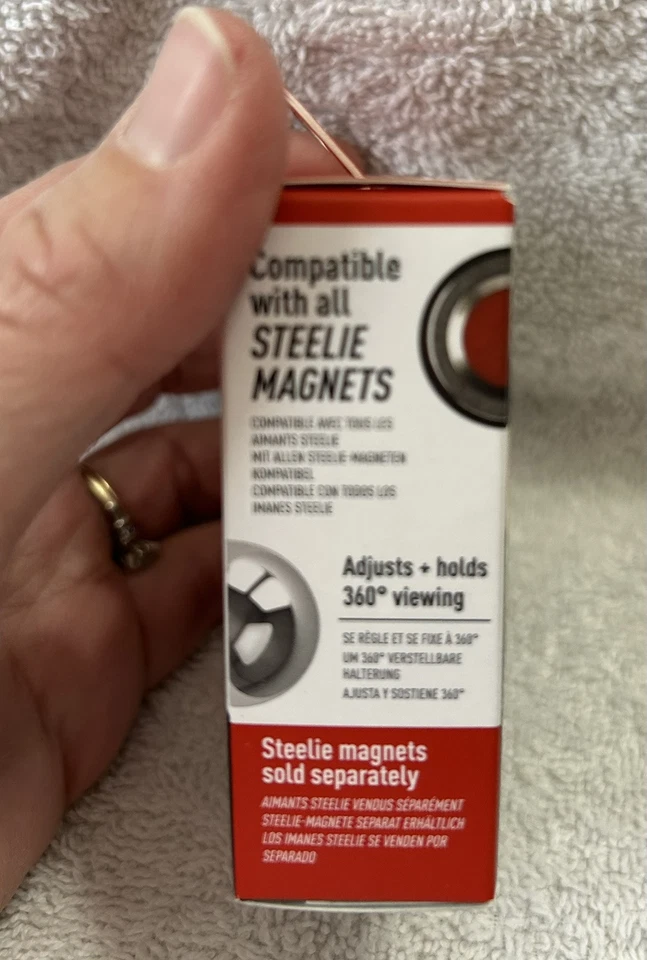 Compatible
with all
STEELIE
MAGNETS
COMPATIBLE AVEC TOUS LES
AIMANTS STEELIE
MIT ALLEN STEELIE-MAGNETEN
KOMPATIBEL
COMPATIBLE CON TODOS LOS
IMANES STEELIE
Adjusts + holds
360° viewing
SE RÈGLE ET SE FIXE À 360°
UM 360° VERSTELLBARE
HALTERUNG
AJUSTA Y SOSTIENE 360°
Steelie magnets
sold separately
AIMANTS STEELIE VENDUS SÉPARÉMENT
STEELIE-MAGNETE SEPARAT ERHÄLTLICH
LOS IMANES STEELIE SE VENDEN POR
SEPARADO